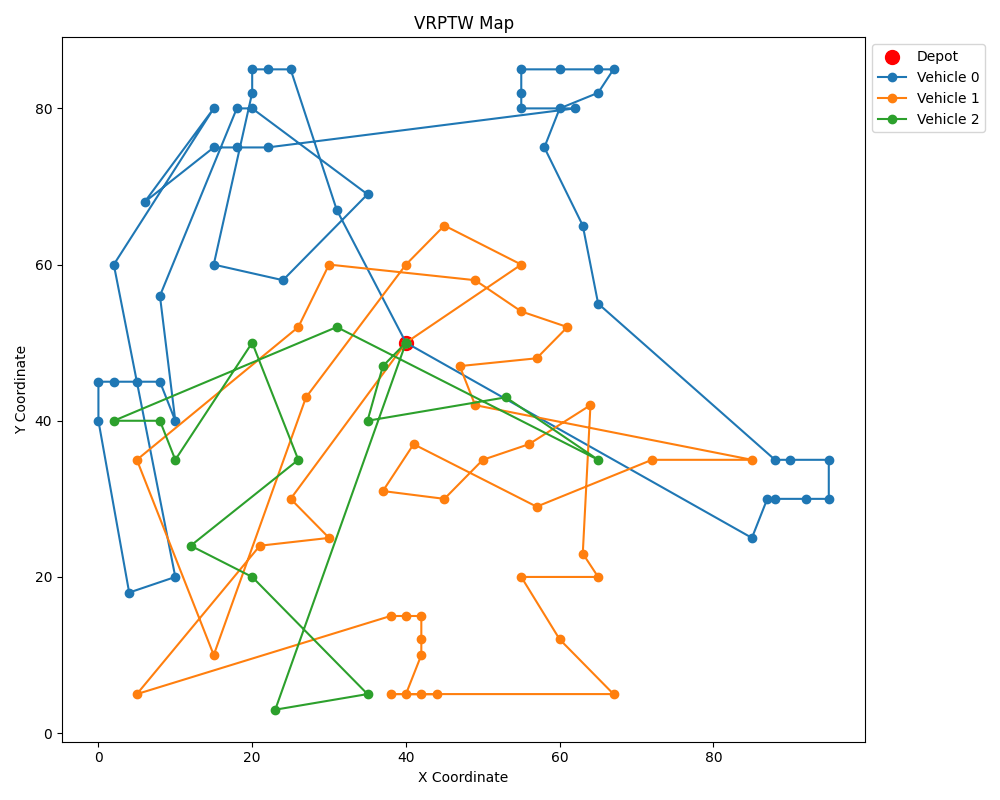 VRPTW Map
Depot
Vehicle 0
Vehicle 1
Vehicle 2
Y Coordinate
80
60
40
20
0
0
20
40
60
80
X Coordinate